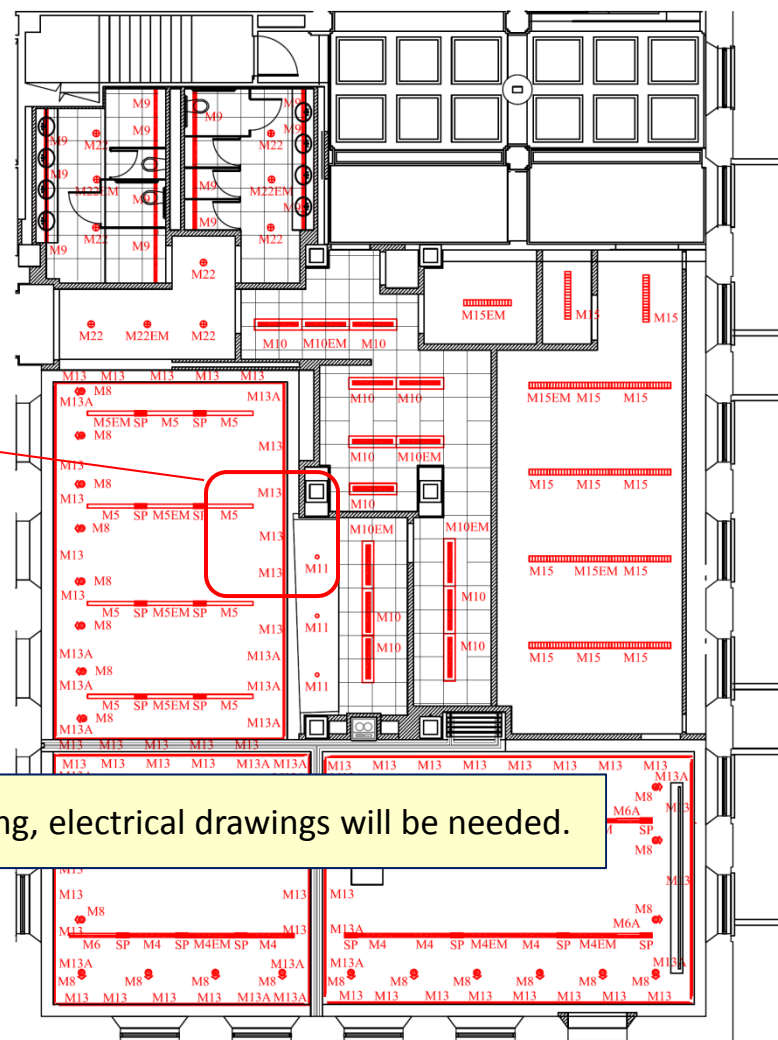 M9 M9
M9 M22 M9 M22 M9
M22EM M9 M22EM
M9 M22 M9 M9 M22 M9
M22
M15EM M15 M15
M22 M22EM M22 M10 M10EM M10
M13 M13 M13 M13 M13
M8
M13A M13A M10 M10 M15EM M15 M15
M5EM SP M5 SP M5
M8
M13 M10 M10EM
M13 M15 M15 M15
M8 M13 M10
M5 SP M5EM SP M5
M8 M10EM M10EM
M13 M13
M11 M15 M15EM M15
M8 M13
M13 M10
M5 SP M5EM SP M5 M10
M11
M8 M13
M10 M10
M13A M13A M15 M15 M15
M8 M11
M13A M13A
M5 SP M5EM SP M5
M8
M13A M13A
M13 M13 M13 M13
M13 M13 M13 M13A M13A M13 M13 M13 M13 M13 M13
M13A
M8 M13
M6A
SP
ng, electrical drawings will be needed.
M8
M13 M13 M13 M13
M8 M8
M13 M13A M6A
M6 SP M4 SP M4EM SP M4 SP M4 M4 SP M4EM SP M4EM SP
M13A M13A M13A M13A
M8 M8 M8 M8 M8 M8 M8 M8 M8 M8
M13 M13 M13 M13 M13A M13A M13 M13 M13 M13 M13 M13